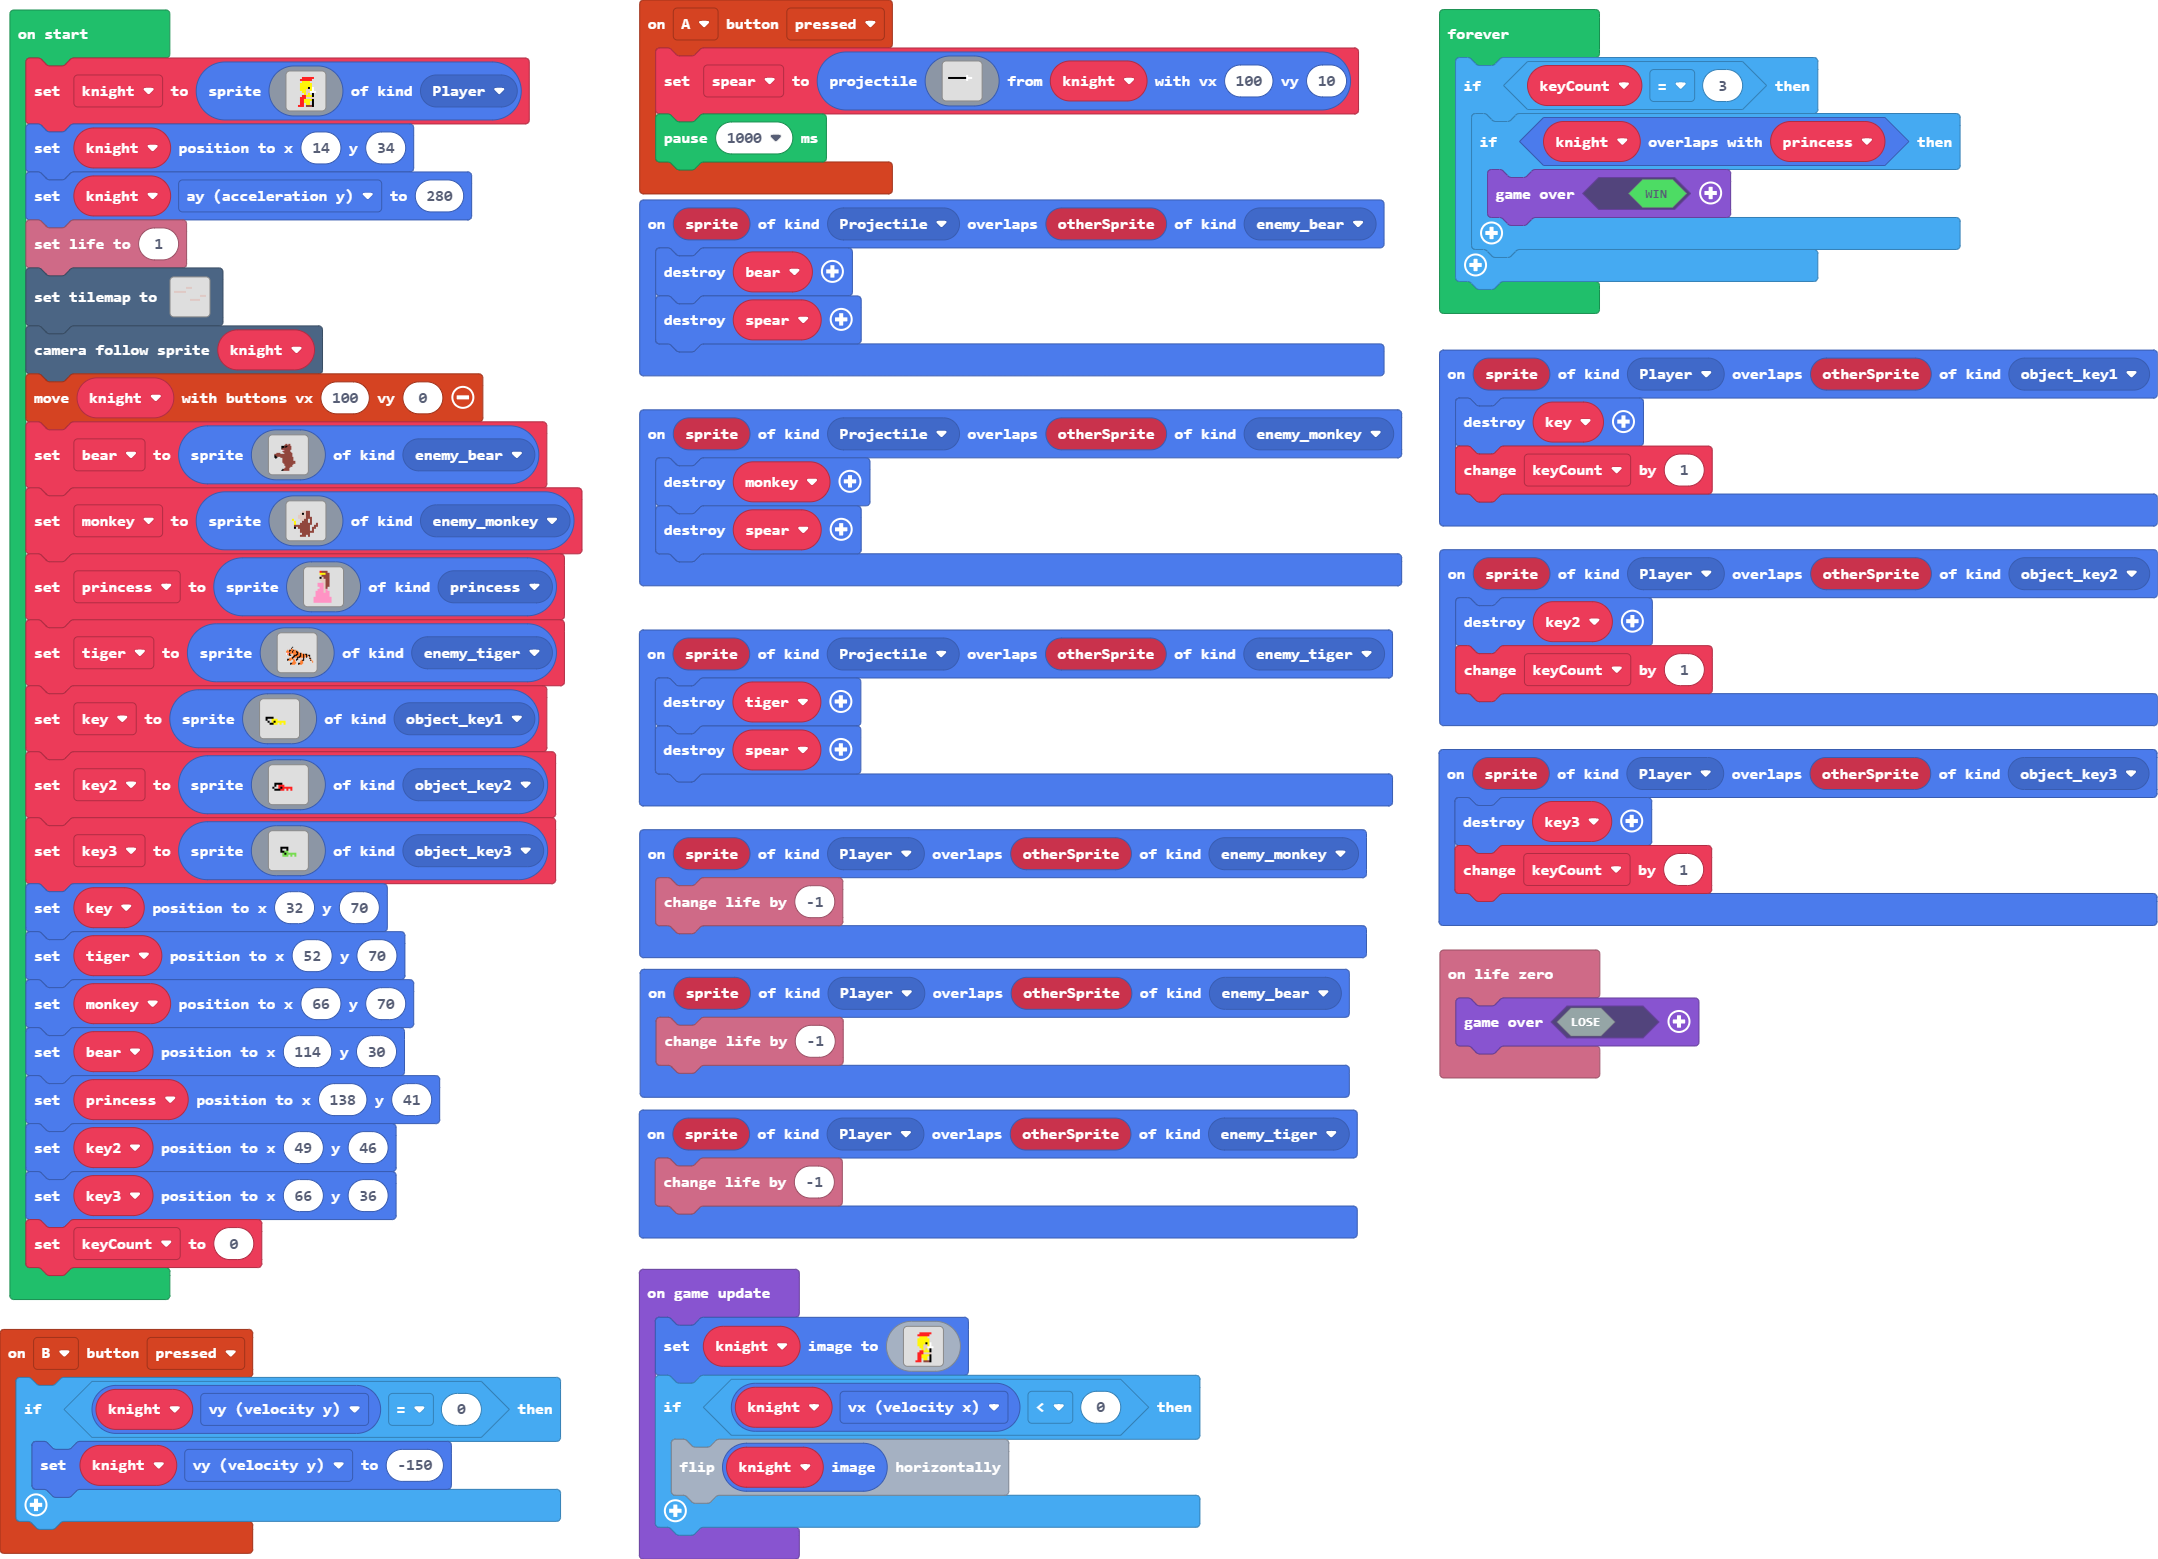 on start
set knight to sprite of kind Player
set knight position to x 14 y 34
set knight ay (acceleration y) to 280
set life to 1
set tilemap to
camera follow sprite knight
move knight with buttons vx 100 vy 0
set bear to sprite of kind enemy_bear
set monkey to sprite of kind enemy_monkey
set princess to sprite of kind princess
set tiger to sprite of kind enemy_tiger
set key to sprite of kind object_key1
set key2 to sprite of kind object_key2
set key3 to sprite of kind object_key3
set key position to x 32 y 70
set tiger position to x 52 y 70
set monkey position to x 66 y 70
set bear position to x 114 y 30
set princess position to x 138 y 41
set key2 position to x 49 y 46
set key3 position to x 66 y 36
set keyCount to 0
on B button pressed
if knight vy (velocity y) = 0 then
set knight vy (velocity y) to -150
on A button pressed
set spear to projectile from knight with vx 100 vy 10
pause 1000 ms
on sprite of kind Projectile overlaps otherSprite of kind enemy_bear
destroy bear
destroy spear
on sprite of kind Projectile overlaps otherSprite of kind enemy_monkey
destroy monkey
destroy spear
on sprite of kind Projectile overlaps otherSprite of kind enemy_tiger
destroy tiger
destroy spear
on sprite of kind Player overlaps otherSprite of kind enemy_monkey
change life by -1
on sprite of kind Player overlaps otherSprite of kind enemy_bear
change life by -1
on sprite of kind Player overlaps otherSprite of kind enemy_tiger
change life by -1
on game update
set knight image to
if knight vx (velocity x) < 0 then
flip knight image horizontally
forever
if keyCount = 3 then
if knight overlaps with princess then
game over WIN
on sprite of kind Player overlaps otherSprite of kind object_key1
destroy key
change keyCount by 1
on sprite of kind Player overlaps otherSprite of kind object_key2
destroy key2
change keyCount by 1
on sprite of kind Player overlaps otherSprite of kind object_key3
destroy key3
change keyCount by 1
on life zero
game over LOSE